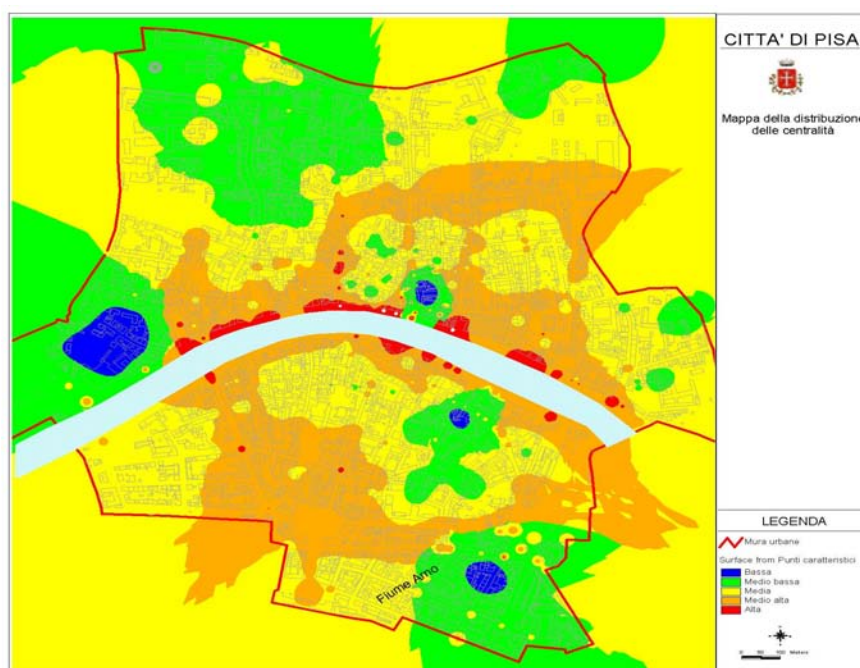 CITTA' DI PISA
Mappa della distribuzione
delle centralità
Fiume Arno
LEGENDA
Mura urbane
Surface from Punti caratteristici
Bassa
Medio bassa
Media
Medio alta
Alta